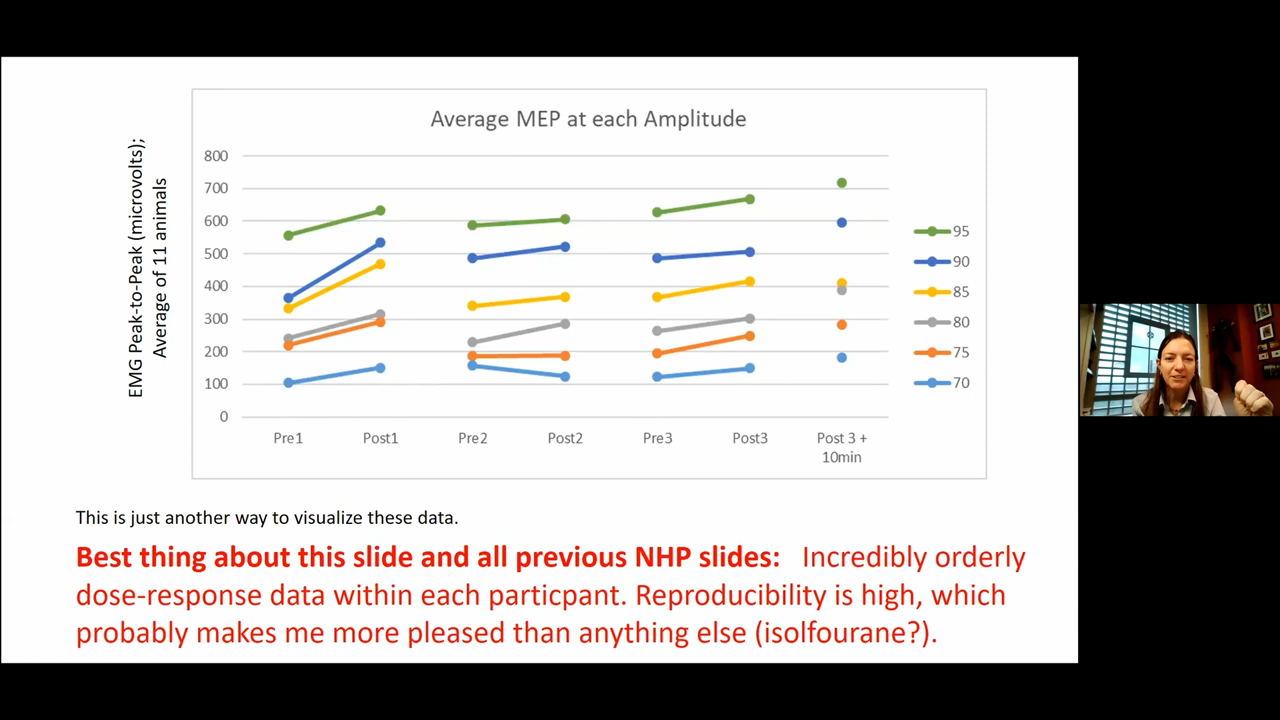 Average MEP at each Amplitude
EMG Peak-to-Peak (microvolts);
Average of 11 animals
800
700
600
500
400
300
200
100
0
Pre1 Post1 Pre2 Post2 Pre3 Post3 Post 3 +
10min
95
90
85
80
75
70
This is just another way to visualize these data.
Best thing about this slide and all previous NHP slides: Incredibly orderly
dose-response data within each particpant. Reproducibility is high, which
probably makes me more pleased than anything else (isolfourane?).